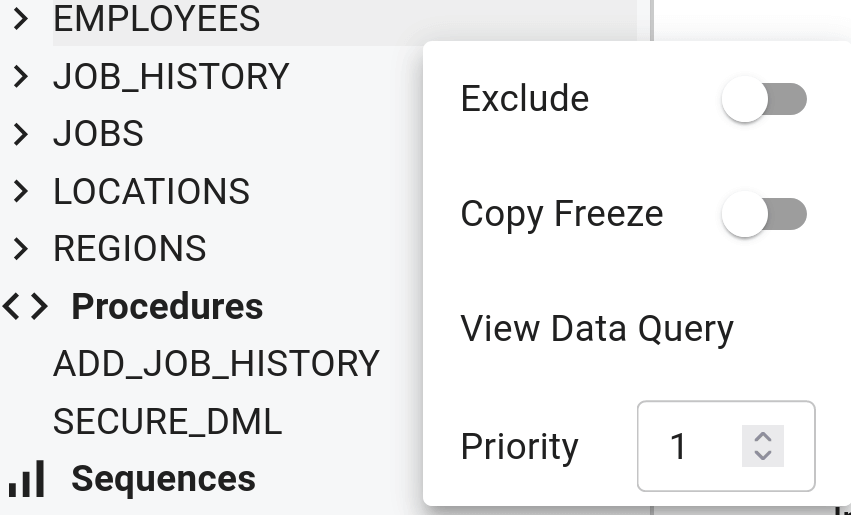 EMPLOYEES
JOB_HISTORY
JOBS
LOCATIONS
REGIONS
Procedures
ADD_JOB_HISTORY
SECURE_DML
Sequences
Exclude
Copy Freeze
View Data Query
Priority 1